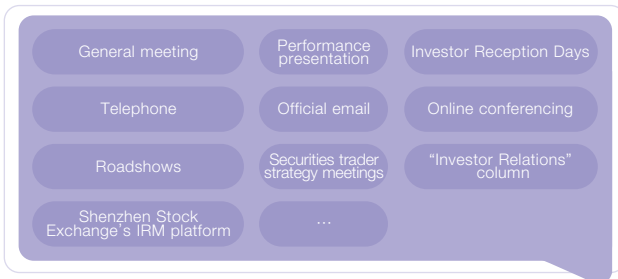 General meeting
Performance
presentation
Investor Reception Days
Telephone
Official email
Online conferencing
Roadshows
Securities trader
strategy meetings
“Investor Relations”
column
Shenzhen Stock
Exchange’s IRM platform
...